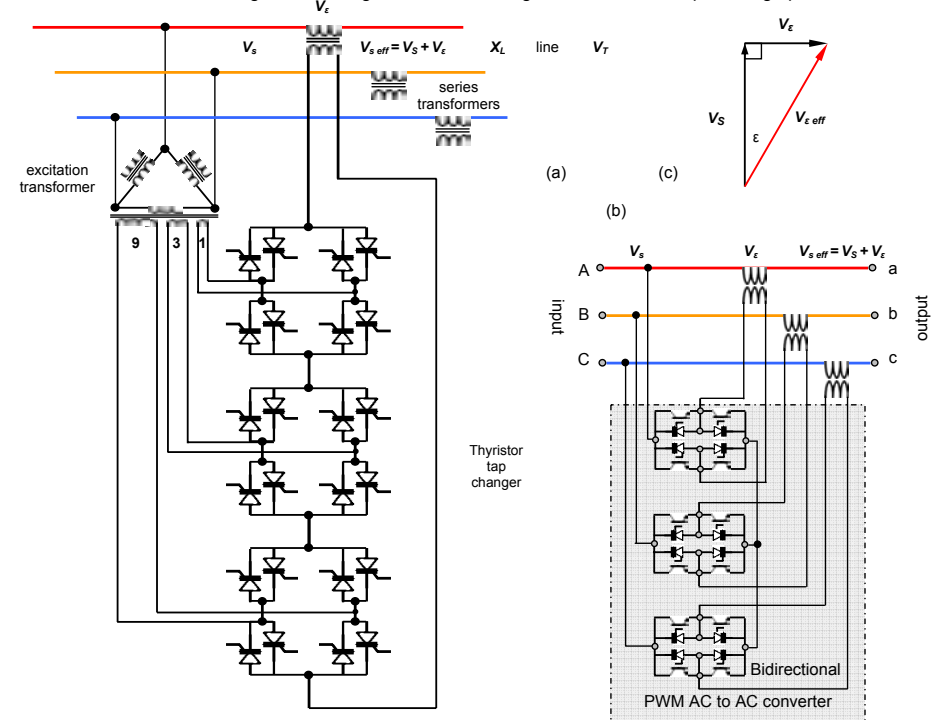 Vε
Vs
Vs eff = VS + Vε
XL
line
VT
series
transformers
excitation
transformer
9
3
1
Thyristor
tap
changer
(a)
(c)
Vε
VS
ε
Vε eff
(b)
Vs
Vε
Vs eff = VS + Vε
A
a
B
b
C
c
input
output
Bidirectional
PWM AC to AC converter